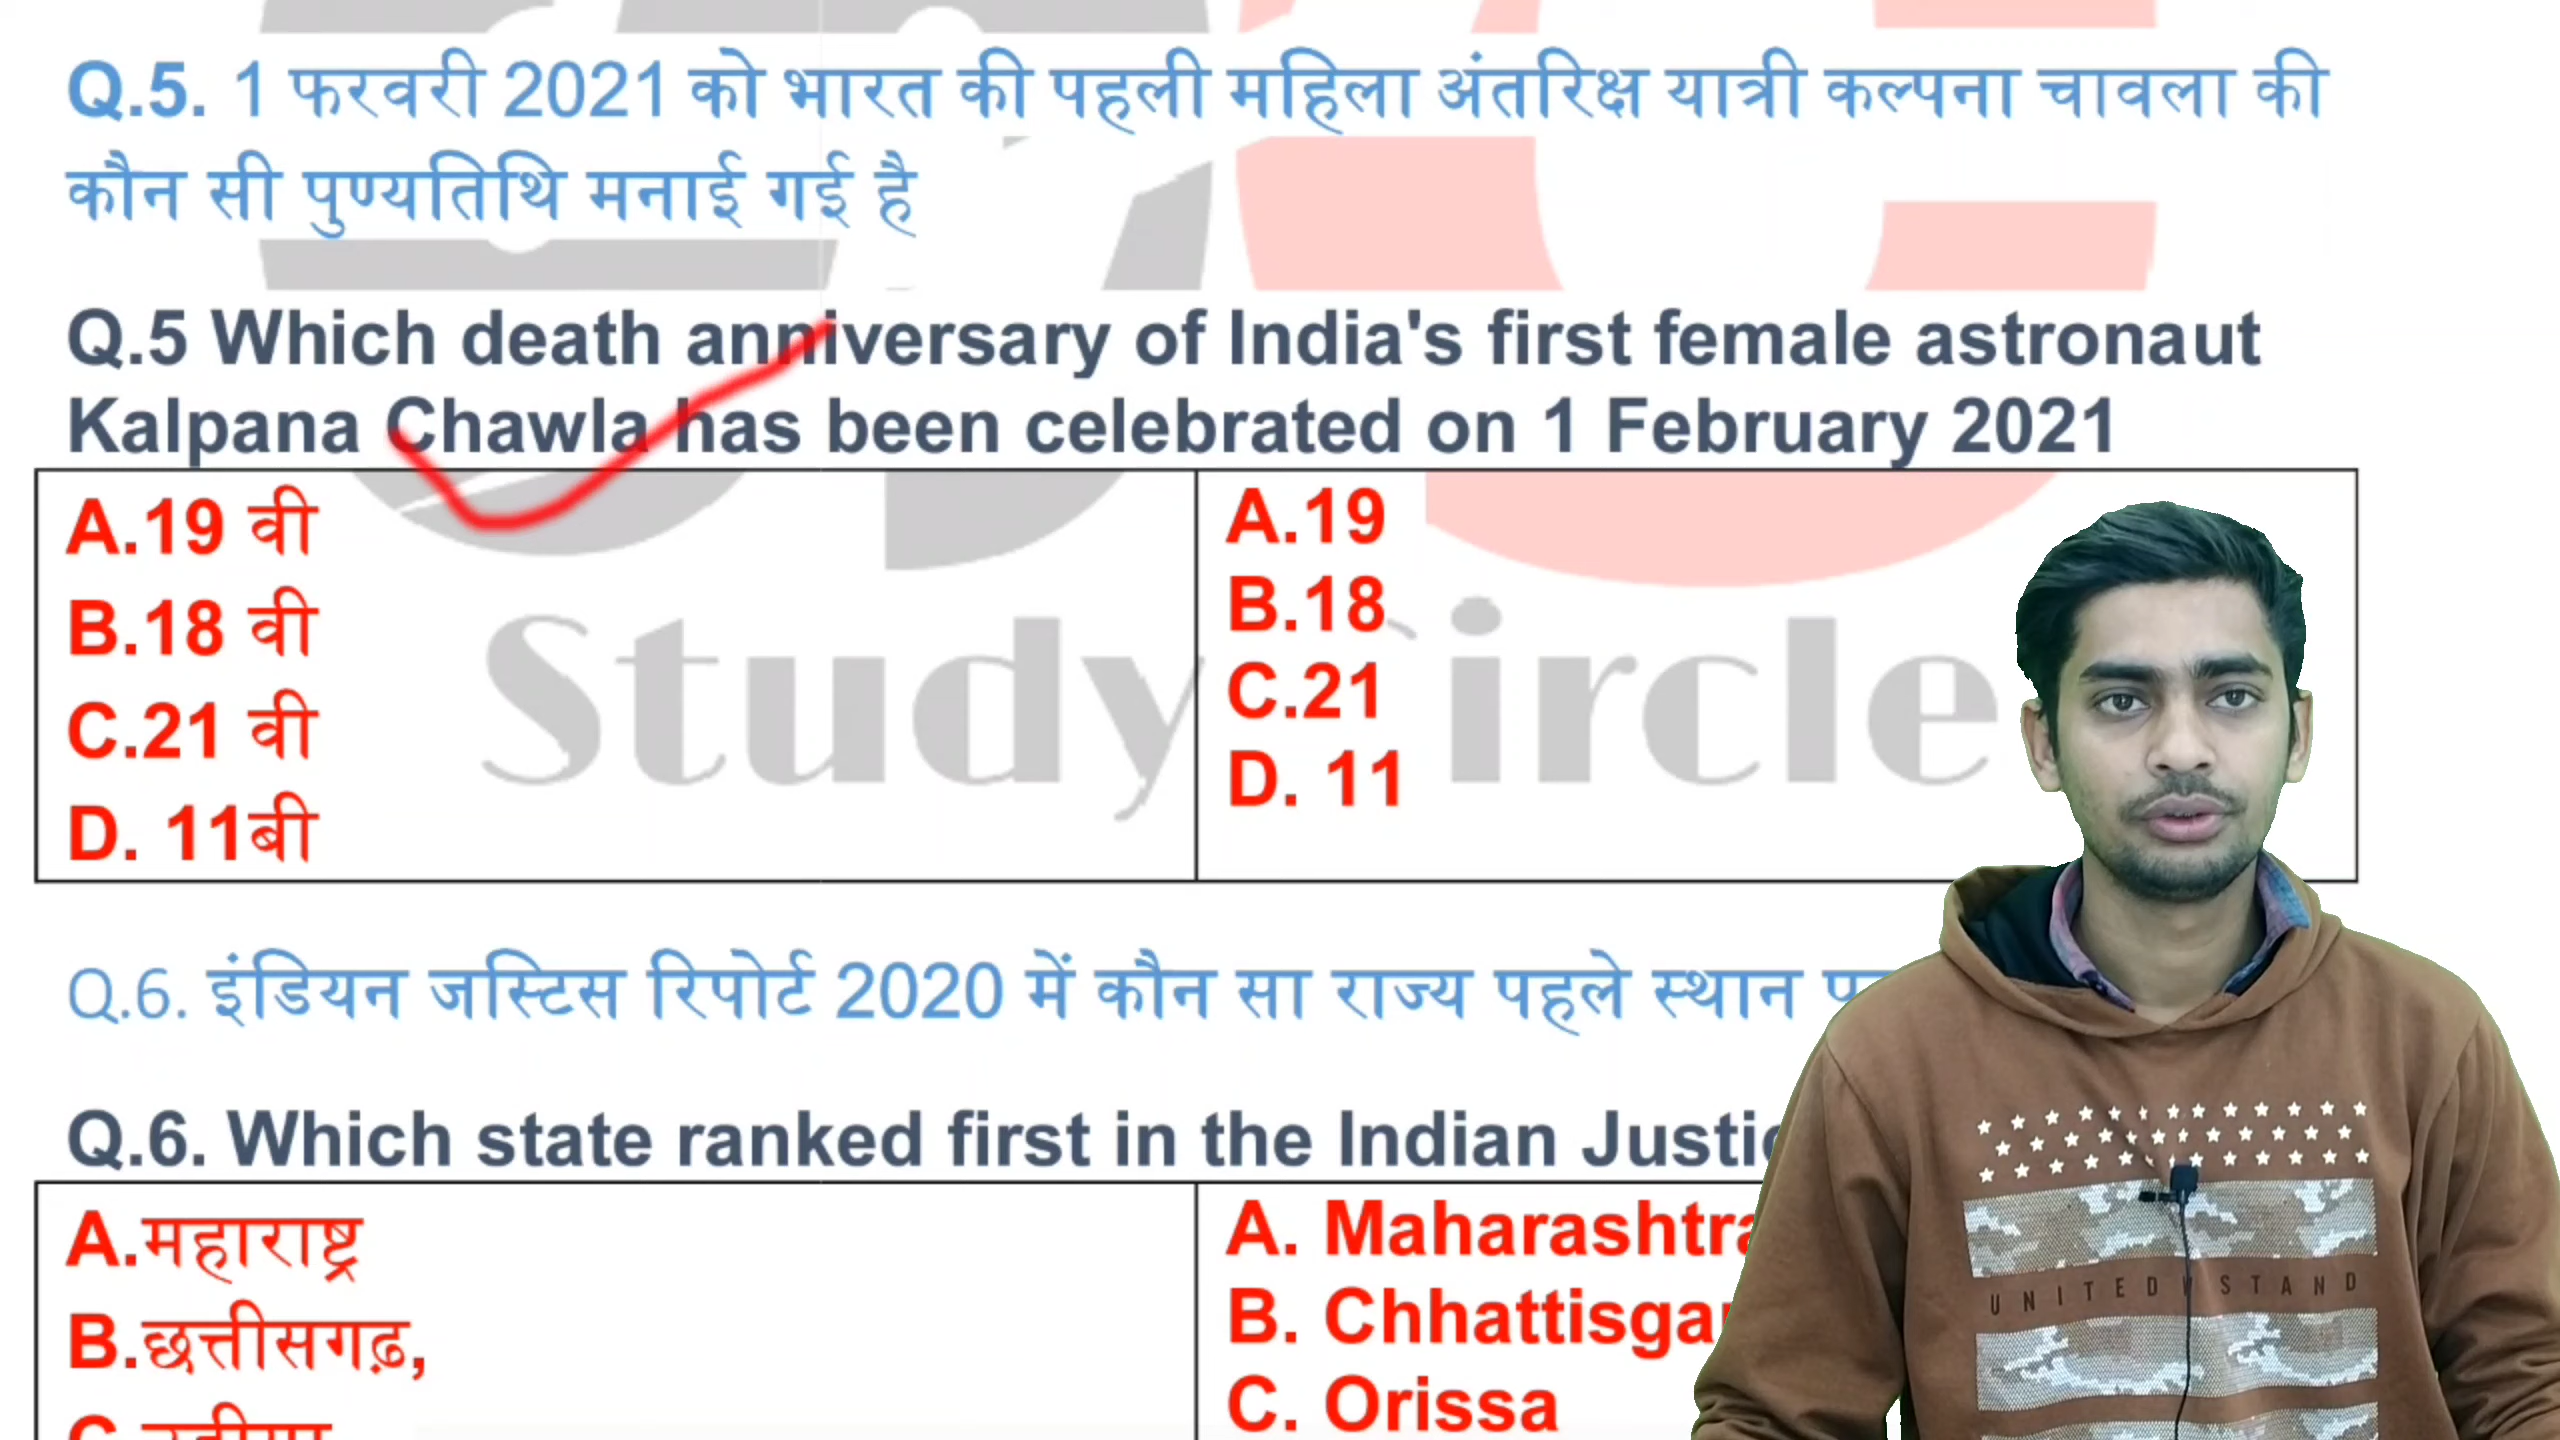 Q.5. 1 फरवरी 2021 को भारत की पहली महिला अंतरिक्ष यात्री कल्पना चावला की
कौन सी पुण्यतिथि मनाई गई है
Q.5 Which death anniversary of India's first female astronaut
Kalpana Chawla has been celebrated on 1 February 2021
A.19 वी
B.18 वी
C.21 वी
D. 11बी
A.19
B.18
C.21
D. 11
Study ircle
Q.6. इंडियन जस्टिस रिपोर्ट 2020 में कौन सा राज्य पहले स्थान
Q.6. Which state ranked first in the Indian
A.महाराष्ट्र
B.छत्तीसगढ़,
A. Maharashtra
B.
C. Orissa
UNITED STAND